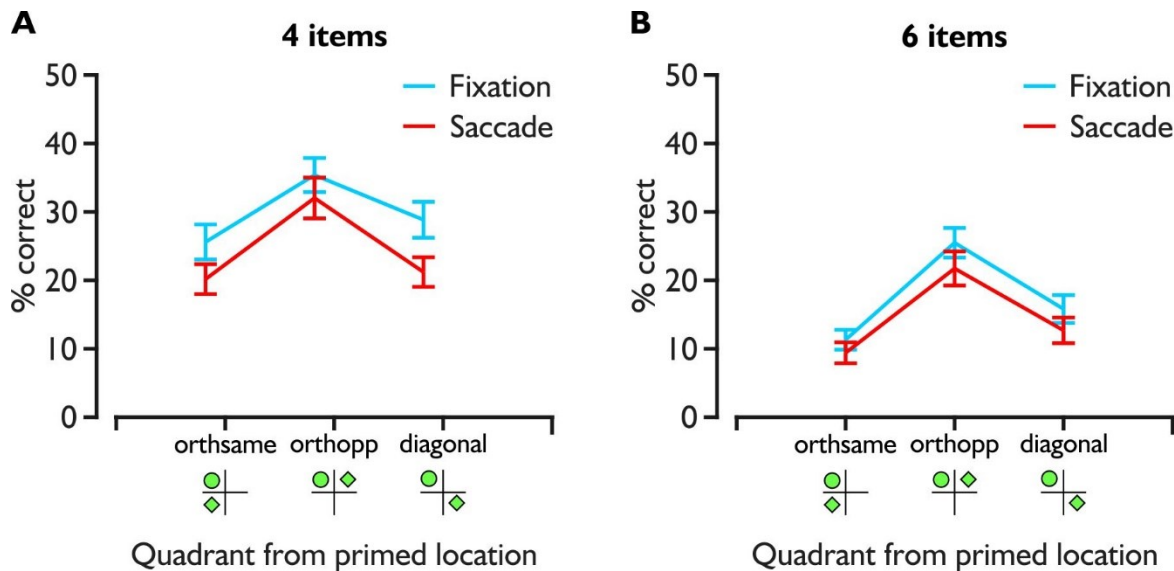 A
4 items
50
40
30
20
10
0
% correct
Fixation
Saccade
orthsame orthopp diagonal
Quadrant from primed location
B
6 items
50
40
30
20
10
0
% correct
Fixation
Saccade
orthsame orthopp diagonal
Quadrant from primed location